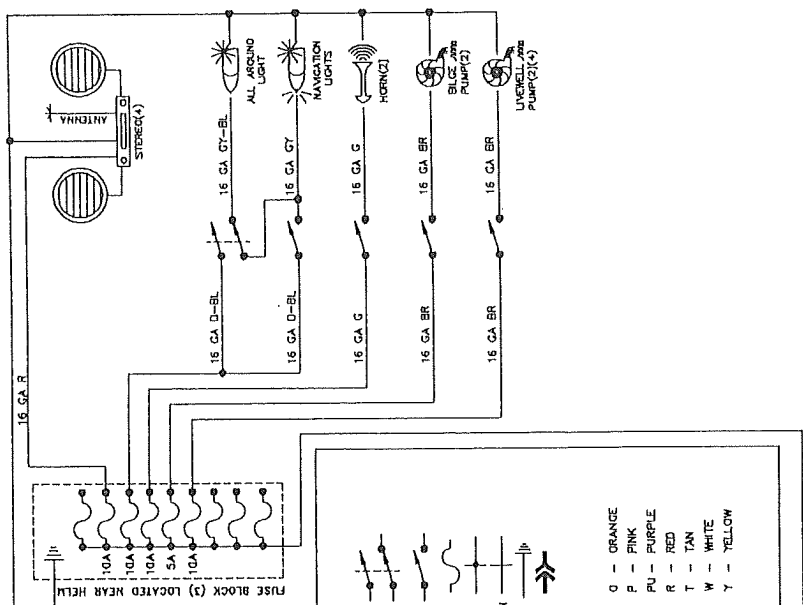 ANTENNA
STEREO(4)
ALL AROUND
LIGHT
NAVIGATION
LIGHTS
HORN(2)
BILGE
PUMP(2)
LIVEWELL
PUMP(2)(4)
16 GA GY-BL
16 GA GY
16 GA G
16 GA BR
16 GA BR
16 GA O-BL
16 GA O-BL
16 GA G
16 GA BR
16 GA BR
16 GA R
10A
10A
10A
5A
10A
FUSE BLOCK (3) LOCATED NEAR HELM
O - ORANGE
P - PINK
PU - PURPLE
R - RED
T - TAN
W - WHITE
Y - YELLOW